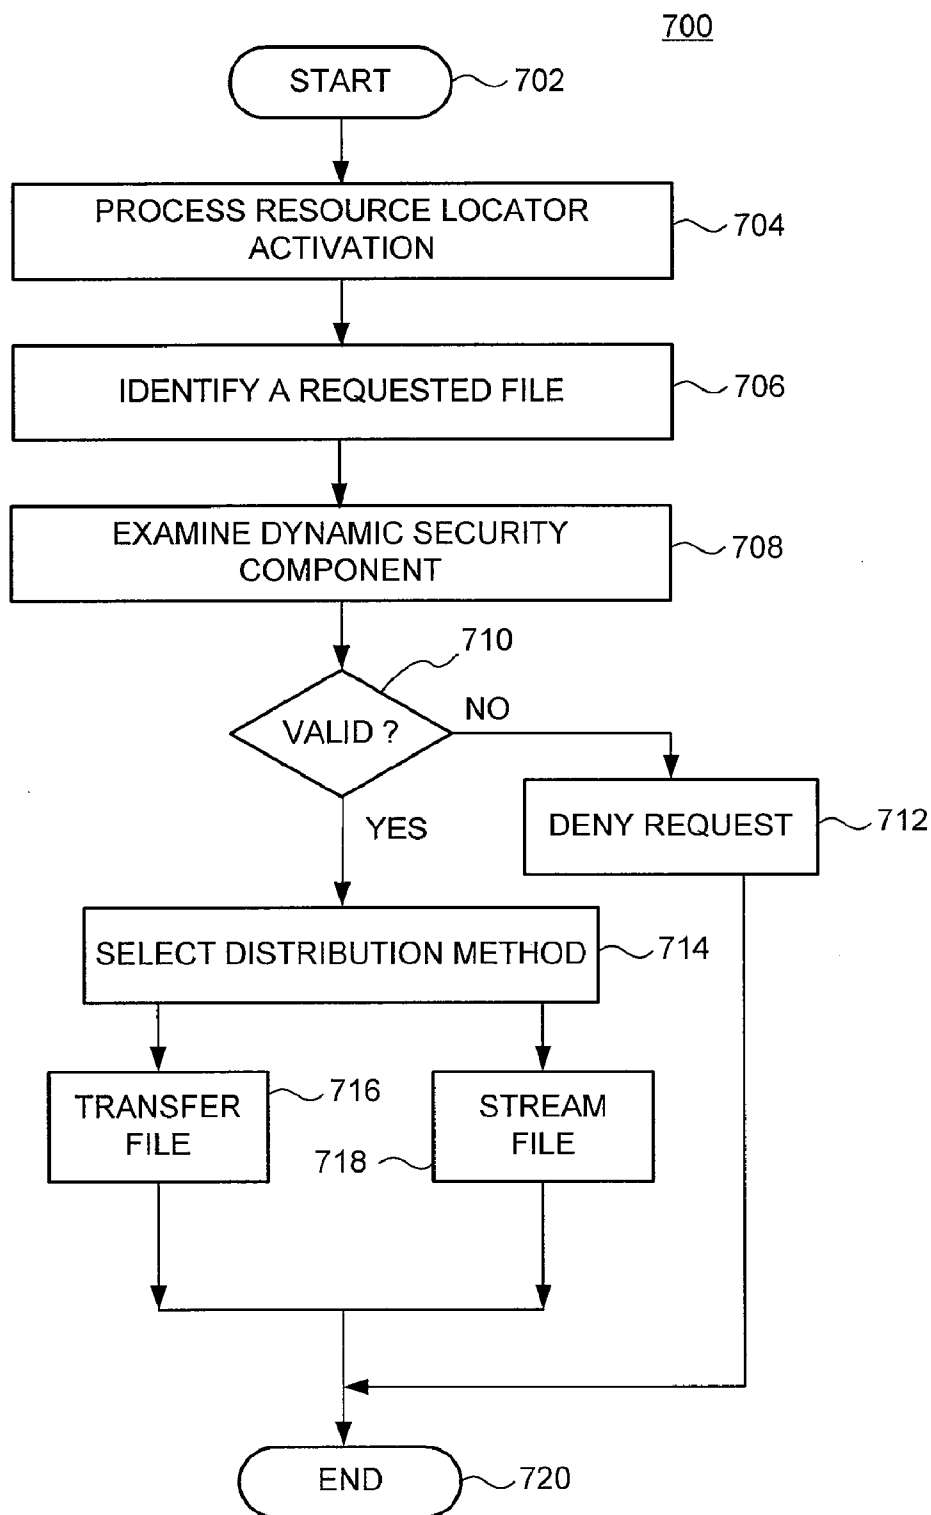 700
START
702
PROCESS RESOURCE LOCATOR
ACTIVATION
704
IDENTIFY A REQUESTED FILE
706
EXAMINE DYNAMIC SECURITY
COMPONENT
708
710
VALID ?
NO
YES
DENY REQUEST
712
SELECT DISTRIBUTION METHOD
714
TRANSFER
FILE
716
STREAM
FILE
718
END
720